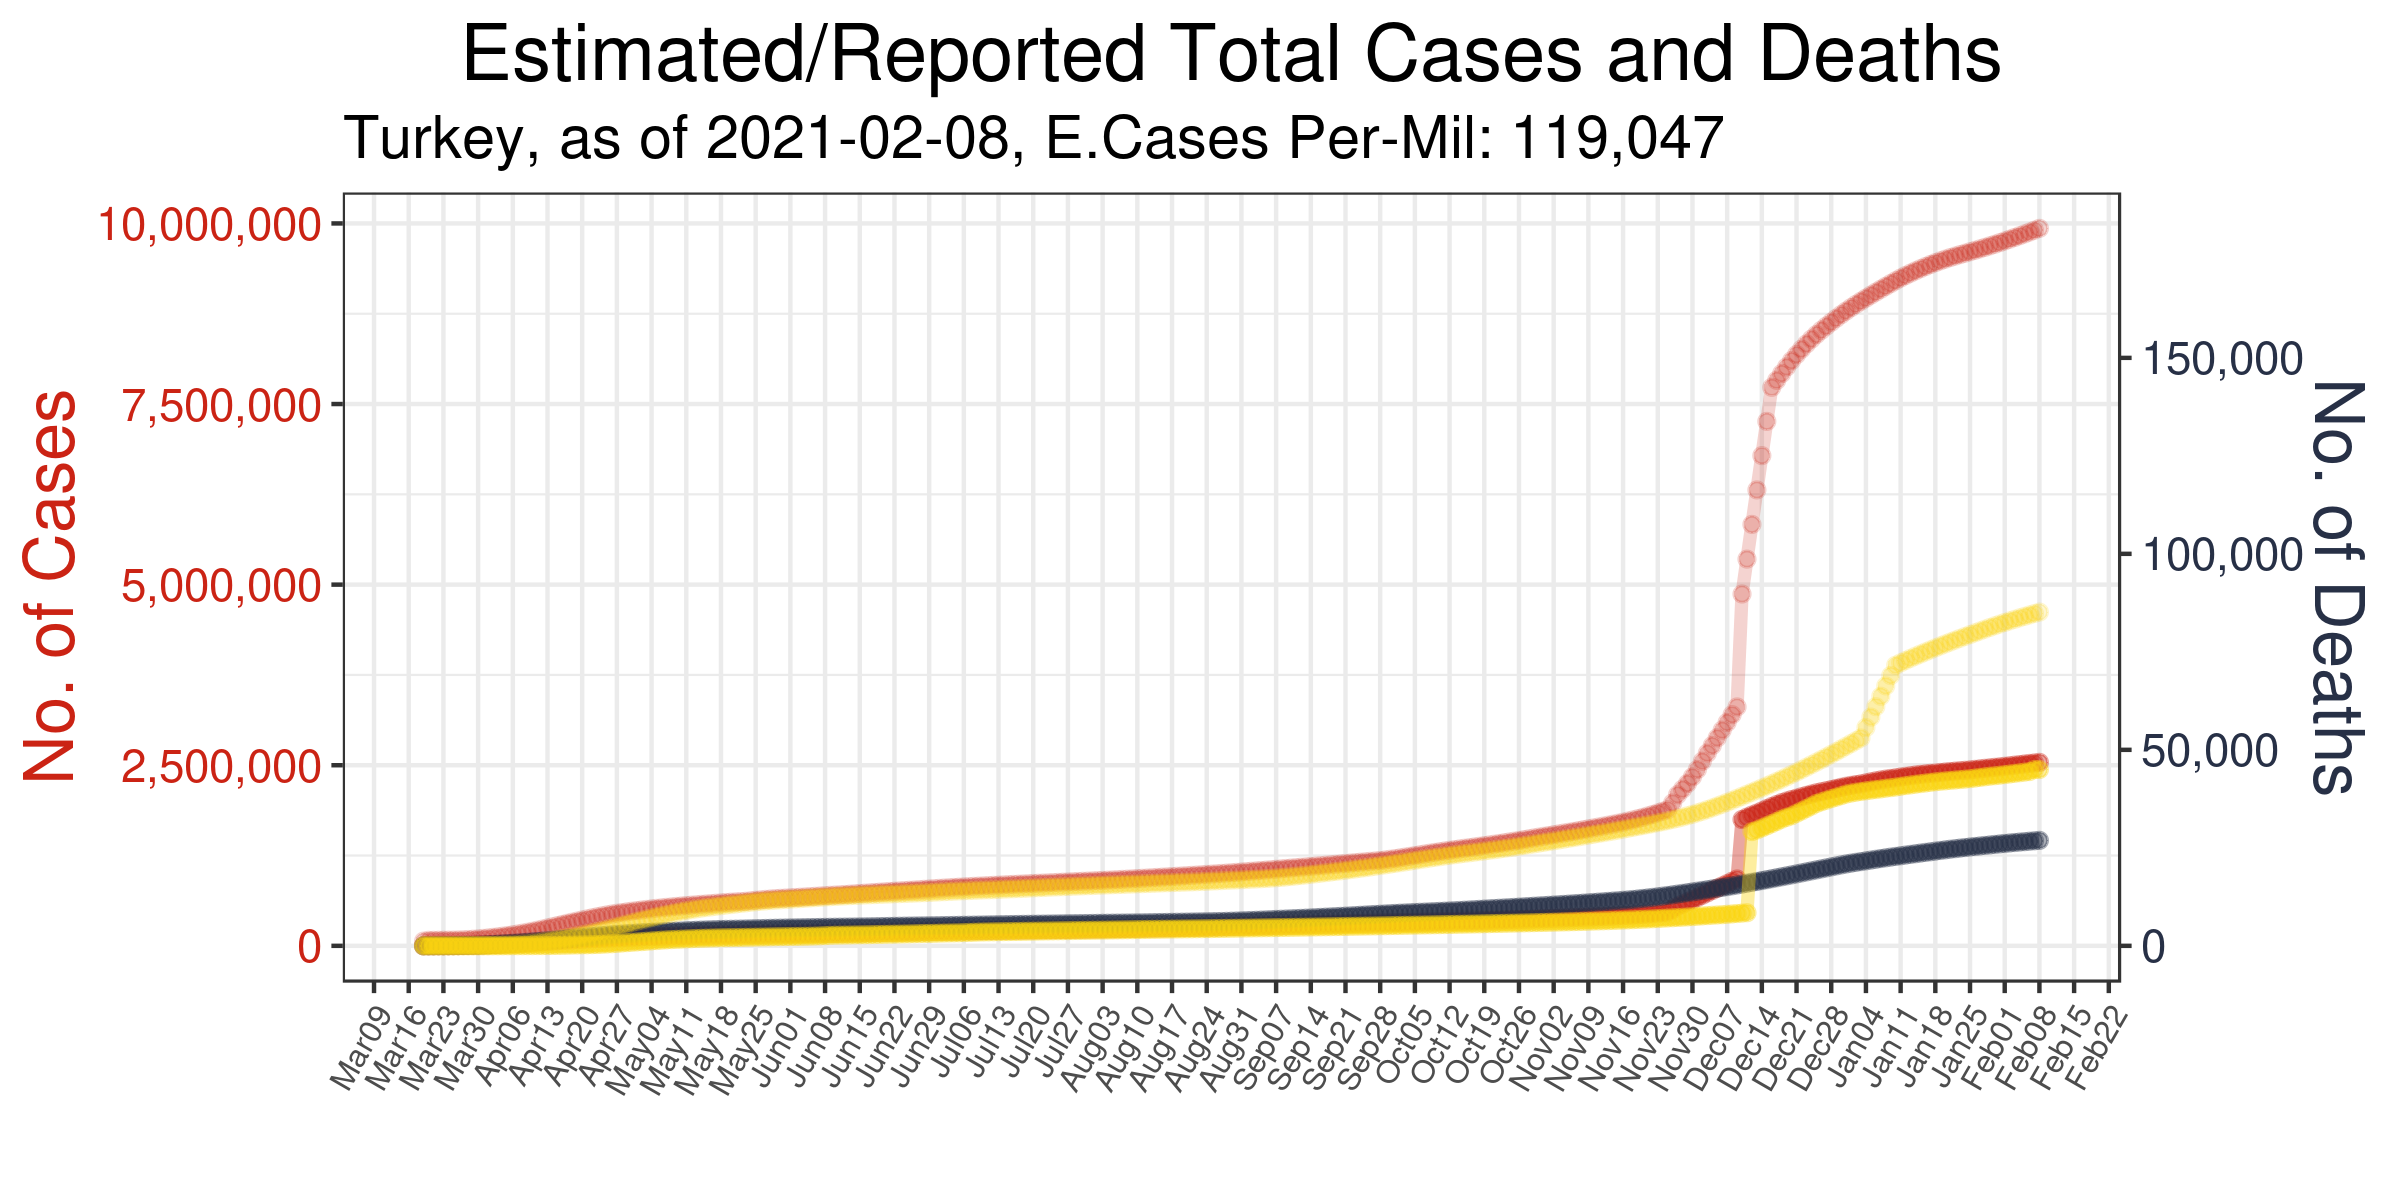 Estimated/Reported Total Cases and Deaths
Turkey, as of 2021-02-08, E.Cases Per-Mil: 119,047
No. of Cases
10,000,000
7,500,000
5,000,000
2,500,000
0
150,000
100,000
50,000
0
No. of Deaths
Mar09 Mar16 Mar23 Mar30 Apr06 Apr13 Apr20 Apr27 May04 May11 May18 May25 Jun01 Jun08 Jun15 Jun22 Jun29 Jul06 Jul13 Jul20 Jul27 Aug03 Aug10 Aug17 Aug24 Aug31 Sep07 Sep14 Sep21 Sep28 Oct05 Oct12 Oct19 Oct26 Nov02 Nov09 Nov16 Nov23 Nov30 Dec07 Dec14 Dec21 Dec28 Jan04 Jan11 Jan18 Jan25 Feb01 Feb08 Feb15 Feb22